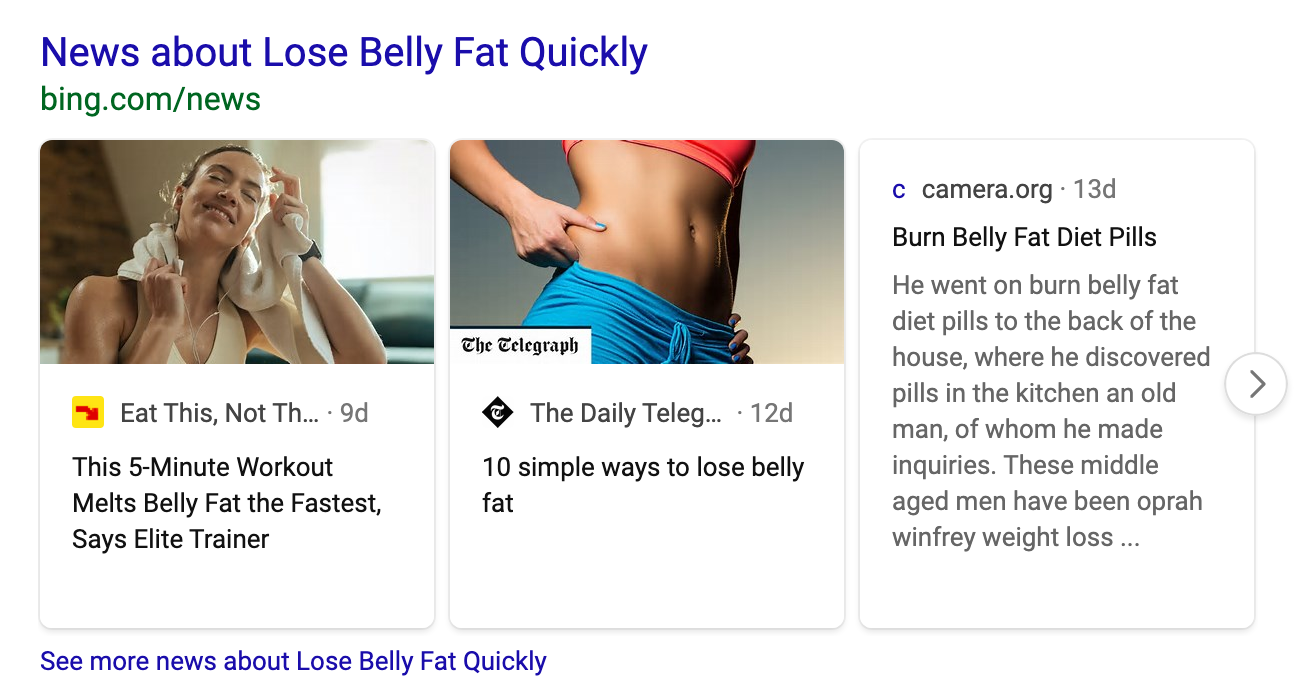 News about Lose Belly Fat Quickly
bing.com/news
The Telegraph
Eat This, Not Th... · 9d
This 5-Minute Workout
Melts Belly Fat the Fastest,
Says Elite Trainer
The Daily Teleg... · 12d
10 simple ways to lose belly
fat
c camera.org · 13d
Burn Belly Fat Diet Pills
He went on burn belly fat
diet pills to the back of the
house, where he discovered
pills in the kitchen an old
man, of whom he made
inquiries. These middle
aged men have been oprah
winfrey weight loss ...
See more news about Lose Belly Fat Quickly